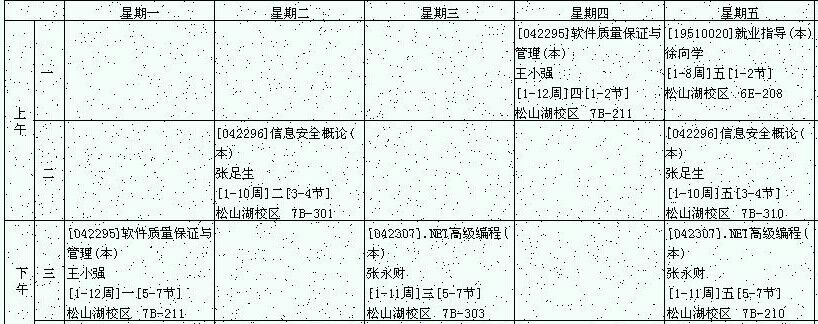 星期一 星期二 星期三 星期四 星期五
上午
一
[042295]软件质量保证与
管理(本)
王小强
[1-12周]四[1-2节]
松山湖校区 7B-211
[19510020]就业指导(本)
徐向学
[1-8周]五[1-2节]
松山湖校区 6E-208
二
[042296]信息安全概论(
本)
张足生
[1-10周]二[3-4节]
松山湖校区 7B-301
[042296]信息安全概论(
本)
张足生
[1-10周]五[3-4节]
松山湖校区 7B-310
下午
三
[042295]软件质量保证与
管理(本)
王小强
[1-12周]一[5-7节]
松山湖校区 7B-211
[042307].NET高级编程(
本)
张永财
[1-11周]三[5-7节]
松山湖校区 7B-303
[042307].NET高级编程(
本)
张永财
[1-11周]五[5-7节]
松山湖校区 7B-210